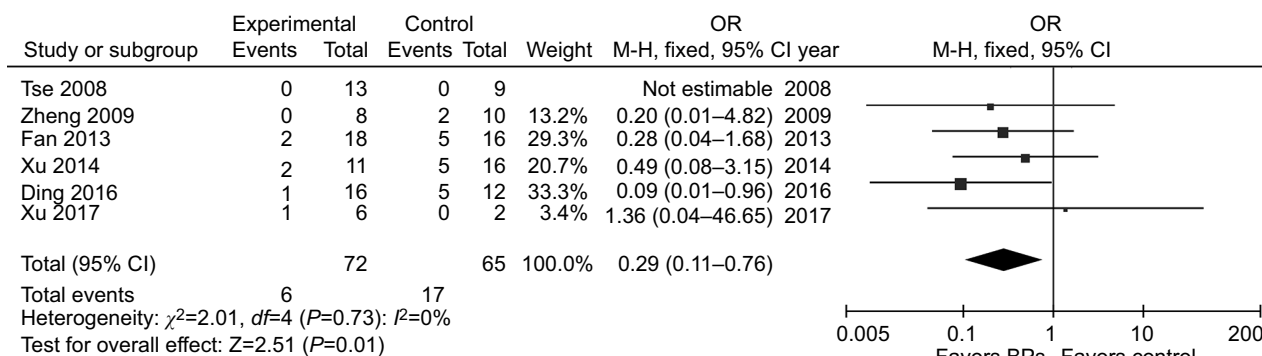 Experimental Control OR OR
Study or subgroup Events Total Events Total Weight M-H, fixed, 95% CI year M-H, fixed, 95% CI
Tse 2008 0 13 0 9 Not estimable 2008
Zheng 2009 0 8 2 10 13.2% 0.20 (0.01–4.82) 2009
Fan 2013 2 18 5 16 29.3% 0.28 (0.04–1.68) 2013
Xu 2014 2 11 5 16 20.7% 0.49 (0.08–3.15) 2014
Ding 2016 1 16 5 12 33.3% 0.09 (0.01–0.96) 2016
Xu 2017 1 6 0 2 3.4% 1.36 (0.04–46.65) 2017
Total (95% CI) 72 65 100.0% 0.29 (0.11–0.76)
Total events 6 17
Heterogeneity: χ²=2.01, df=4 (P=0.73): I²=0%
Test for overall effect: Z=2.51 (P=0.01)
0.005 0.1 1 10 200
Favors BPs Favors control